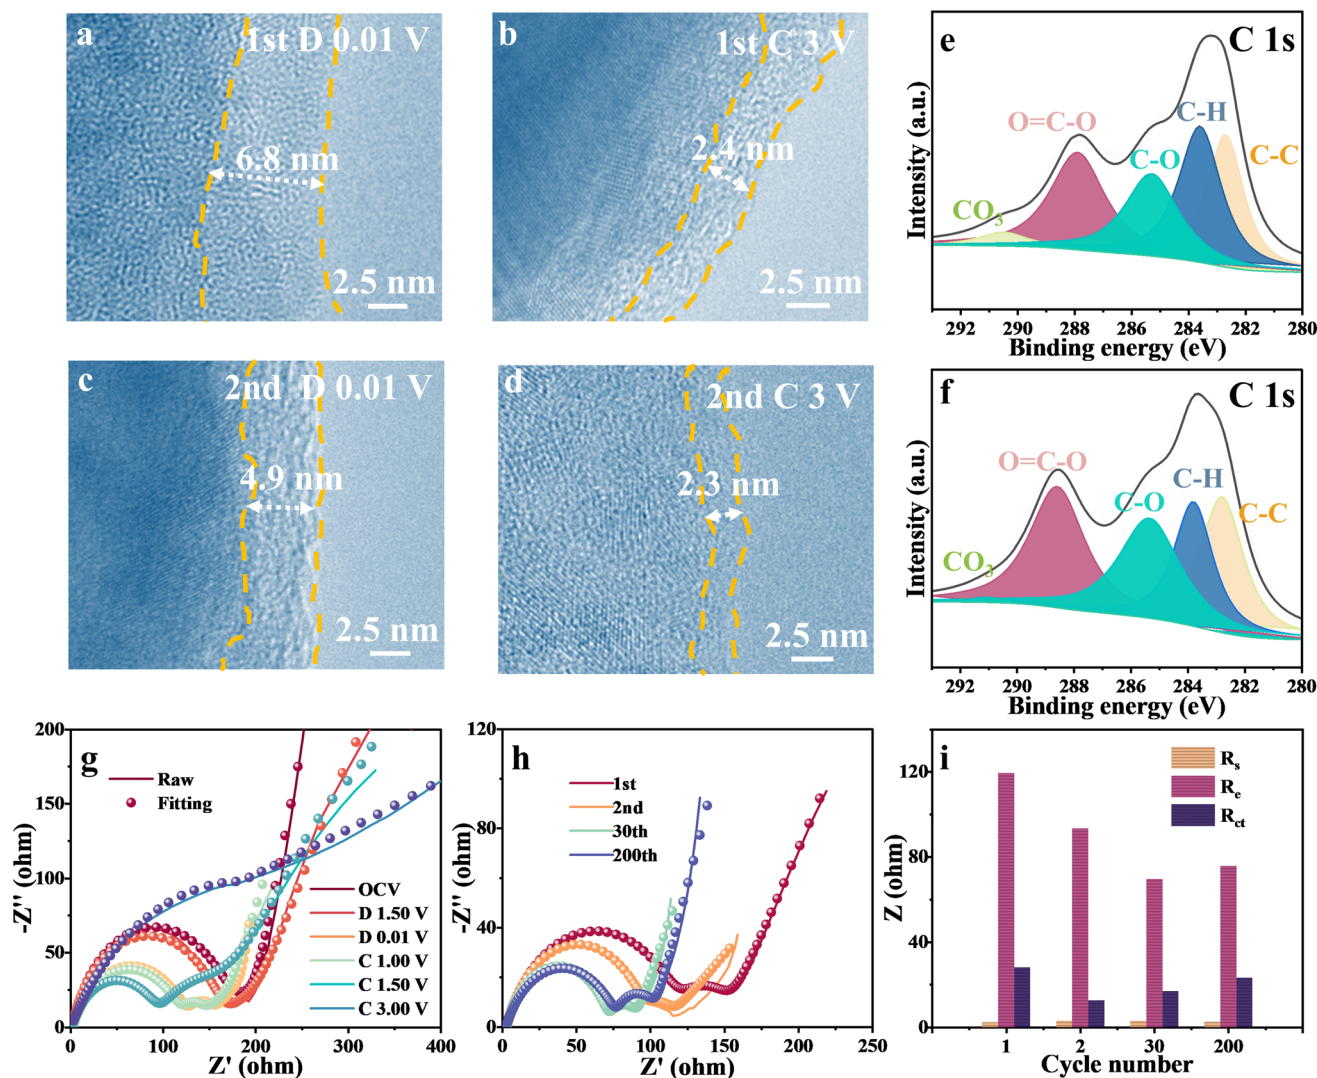 a
1st D 0.01 V
6.8 nm
2.5 nm
b
1st C 3 V
2.4 nm
2.5 nm
e
C 1s
Intensity (a.u.)
O=C-O
C-H
C-O
C-C
CO₃
292 290 288 286 284 282 280
Binding energy (eV)
c
2nd D 0.01 V
4.9 nm
2.5 nm
d
2nd C 3 V
2.3 nm
2.5 nm
f
C 1s
Intensity (a.u.)
O=C-O
C-H
C-O
C-C
CO₃
292 290 288 286 284 282 280
Binding energy (eV)
g
-Z'' (ohm)
200
150
100
50
0
Raw
Fitting
OCV
D 1.50 V
D 0.01 V
C 1.00 V
C 1.50 V
C 3.00 V
0 100 200 300 400
Z' (ohm)
h
-Z'' (ohm)
120
80
40
0
1st
2nd
30th
200th
0 50 100 150 200 250
Z' (ohm)
i
Z (ohm)
120
80
40
0
Rs
Re
Rct
1 2 30 200
Cycle number